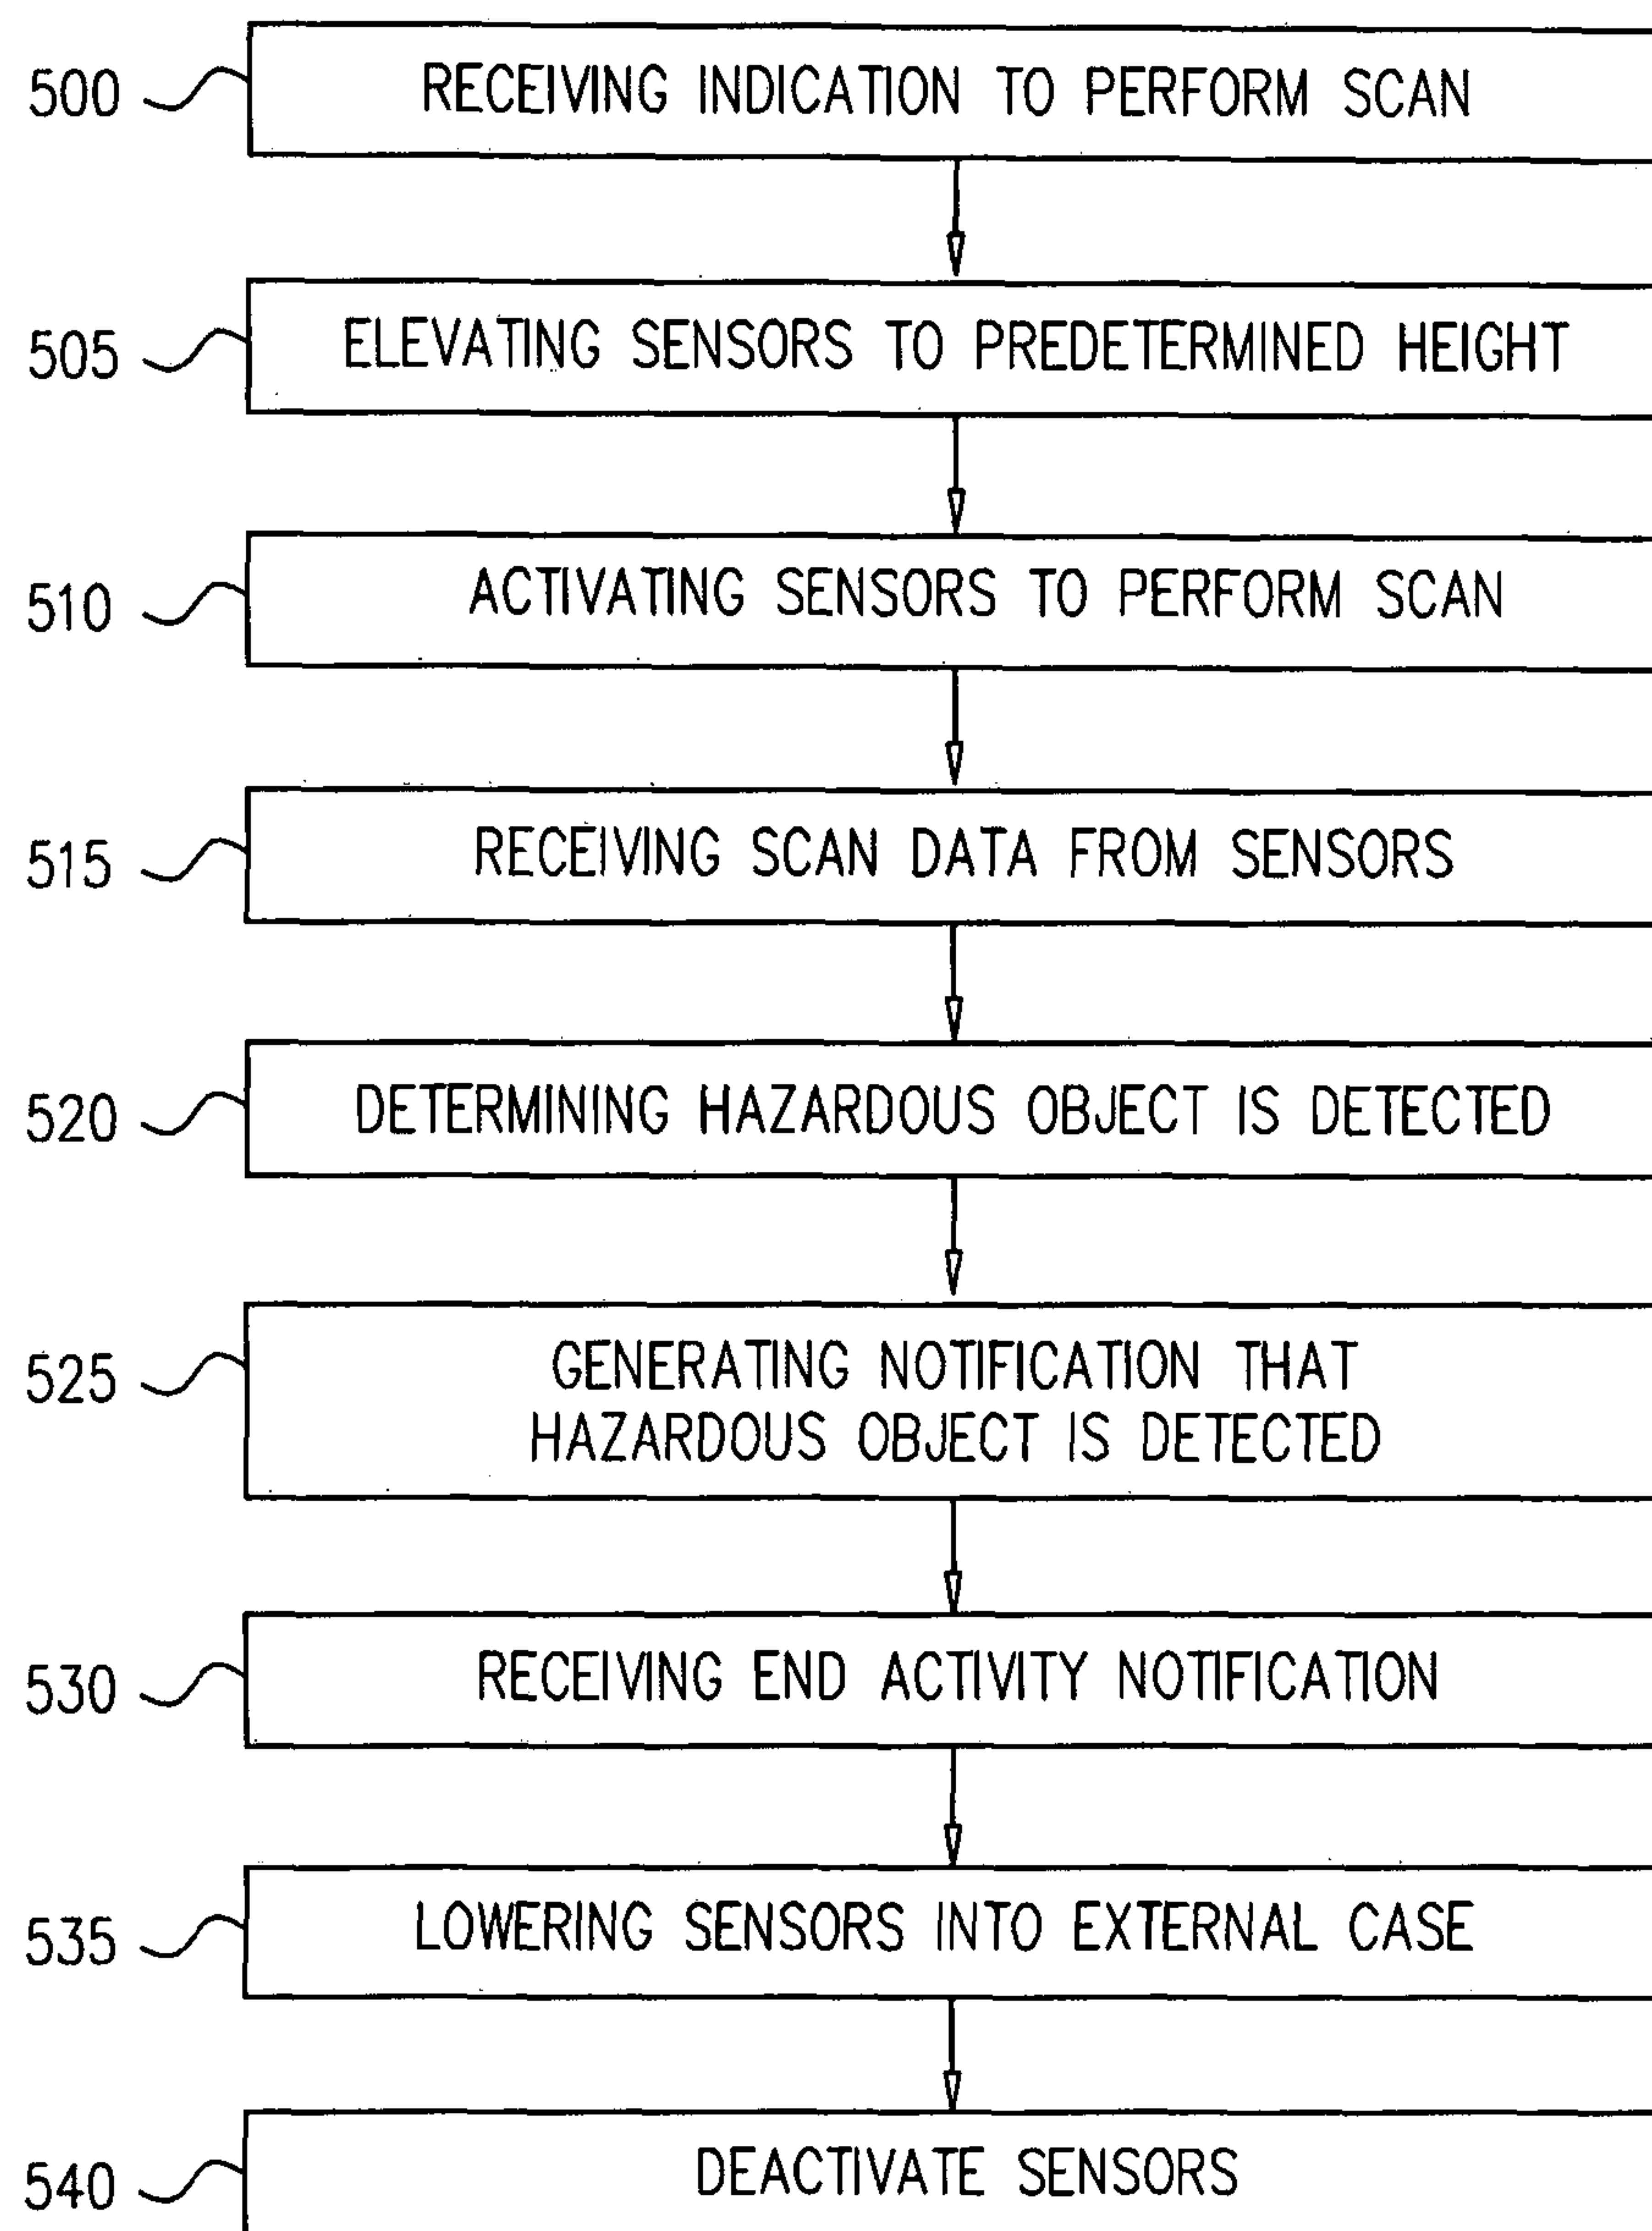 500 RECEIVING INDICATION TO PERFORM SCAN
505 ELEVATING SENSORS TO PREDETERMINED HEIGHT
510 ACTIVATING SENSORS TO PERFORM SCAN
515 RECEIVING SCAN DATA FROM SENSORS
520 DETERMINING HAZARDOUS OBJECT IS DETECTED
525 GENERATING NOTIFICATION THAT
HAZARDOUS OBJECT IS DETECTED
530 RECEIVING END ACTIVITY NOTIFICATION
535 LOWERING SENSORS INTO EXTERNAL CASE
540 DEACTIVATE SENSORS